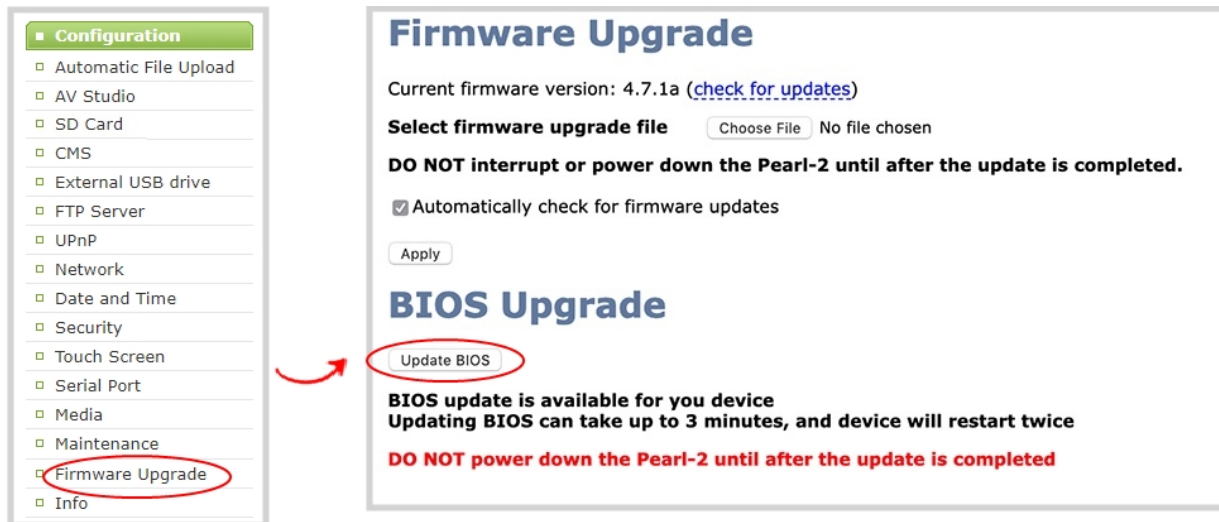 Configuration
Automatic File Upload
AV Studio
SD Card
CMS
External USB drive
FTP Server
UPnP
Network
Date and Time
Security
Touch Screen
Serial Port
Media
Maintenance
Firmware Upgrade
Info
Firmware Upgrade
Current firmware version: 4.7.1a (check for updates)
Select firmware upgrade file Choose File No file chosen
DO NOT interrupt or power down the Pearl-2 until after the update is completed.
Automatically check for firmware updates
Apply
BIOS Upgrade
Update BIOS
BIOS update is available for you device
Updating BIOS can take up to 3 minutes, and device will restart twice
DO NOT power down the Pearl-2 until after the update is completed